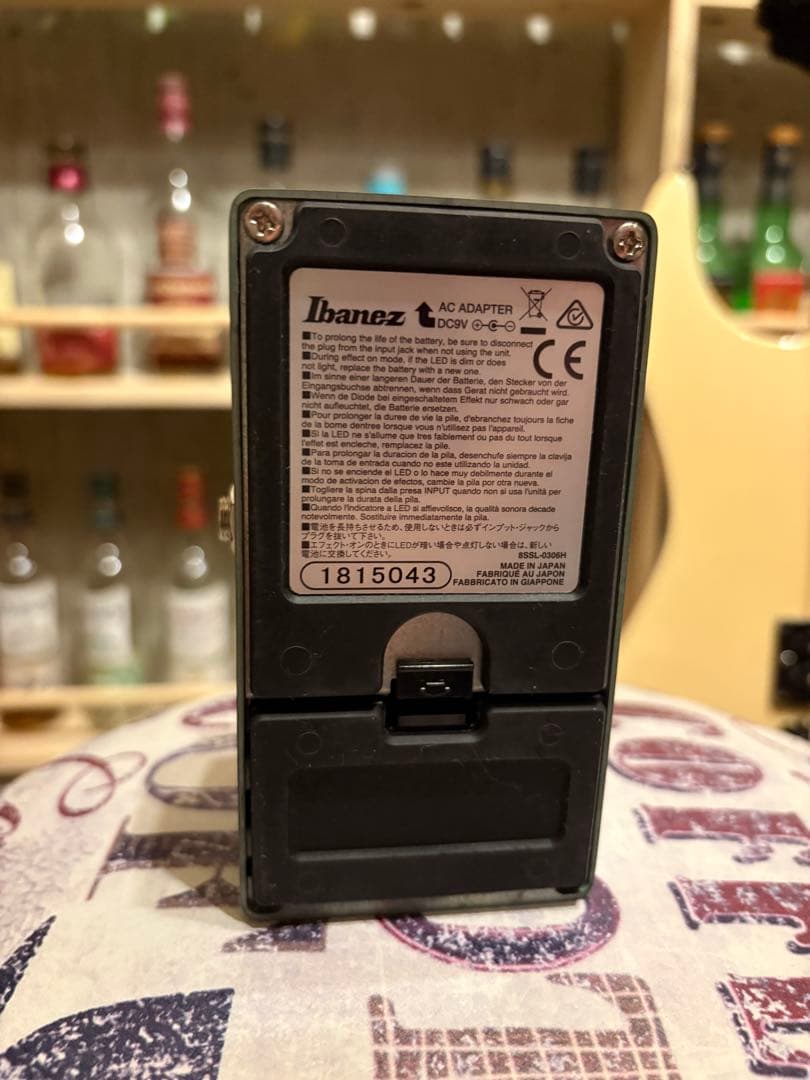 Ibanez AC ADAPTER
DC9V
CE
■To prolong the life of the battery, be sure to disconnect
the plug from the input jack when not using the unit.
■During effect on mode, if the LED is dim or does
not light, replace the battery with a new one.
■Im sinne einer langeren Dauer der Batterie, den Stecker von der
Eingangsbuchse abtrennen, wenn dass Gerat nicht gebraucht wird.
■Wenn de Diode bei eingeschaltetem Effekt nur schwach oder gar
nicht aufleuchtet, die Batterie ersetzen.
■Pour prolonger la duree de vie la pile, d'ebranchez toujours la fiche
de la borne dentree lorsque vous n'utilisez pas l'appareil.
■Si la LED ne s'allume que tres faiblement ou pas du tout lorsque
l'effet est encleche, remplacez la pile.
■Para prolongar la duracion de la pila, desenchufe siempre la clavija
de la toma de entrada cuando no este utilizando la unidad.
■Si no se enciende el LED o lo hace muy debilmente durante el
modo de activacion de efectos, cambie la pila por otra nueva.
■Togliere la spina dalla presa INPUT quando non si usa l'unità per
prolungare la durata della pila.
■Quando l'indicatore a LED si affievolisce, la qualità sonora decade
notevolmente. Sostituire immediatamente la pila.
■電池を長持ちさせるため、使用しないときは必ずインプット・ジャックから
プラグを抜いて下さい。
■エフェクト・オンのときにLEDが暗い場合や点灯しない場合は、新しい
電池に交換してください。
8SSL-0306H
1815043
MADE IN JAPAN
FABRIQUÉ AU JAPON
FABBRICATO IN GIAPPONE